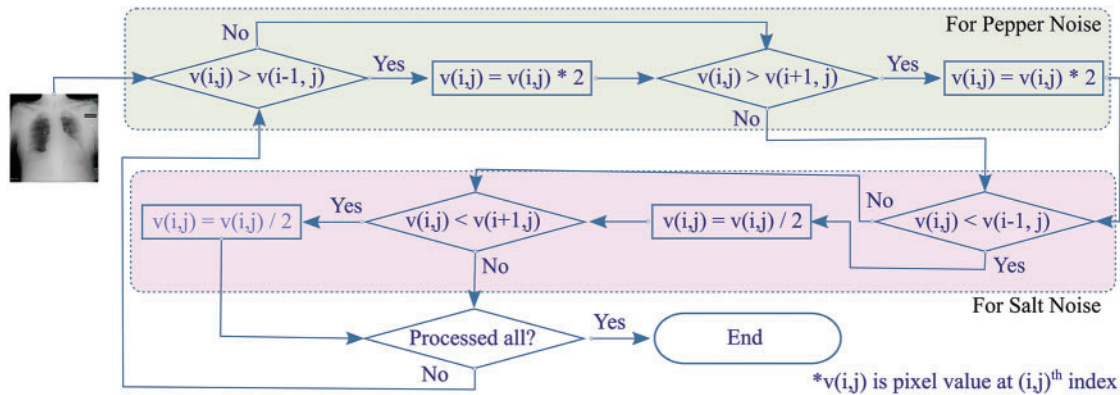 For Pepper Noise
No
v(i,j) > v(i-1, j)
Yes
v(i,j) = v(i,j) * 2
v(i,j) > v(i+1, j)
Yes
v(i,j) = v(i,j) * 2
No
v(i,j) < v(i-1, j)
No
Yes
v(i,j) = v(i,j) / 2
v(i,j) < v(i+1,j)
Yes
v(i,j) = v(i,j) / 2
No
For Salt Noise
Processed all?
Yes
End
No
*v(i,j) is pixel value at (i,j)th index